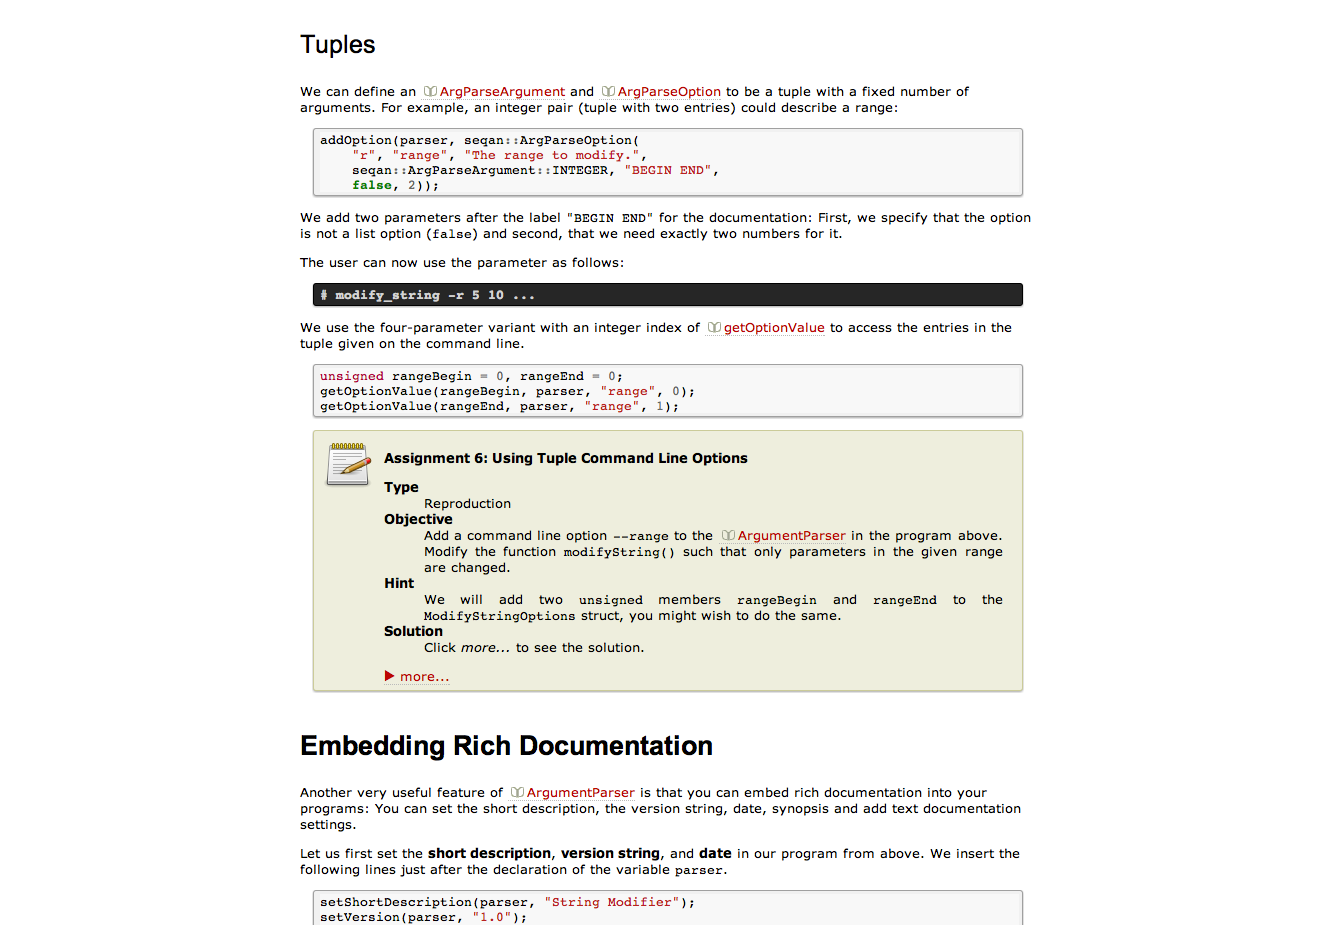 Tuples
We can define an ArgParseArgument and ArgParseOption to be a tuple with a fixed number of
arguments. For example, an integer pair (tuple with two entries) could describe a range:
addOption(parser, seqan::ArgParseOption(
    "r", "range", "The range to modify.",
    seqan::ArgParseArgument::INTEGER, "BEGIN END",
    false, 2));
We add two parameters after the label "BEGIN END" for the documentation: First, we specify that the option
is not a list option (false) and second, that we need exactly two numbers for it.
The user can now use the parameter as follows:
# modify_string -r 5 10 ...
We use the four-parameter variant with an integer index of getOptionValue to access the entries in the
tuple given on the command line.
unsigned rangeBegin = 0, rangeEnd = 0;
getOptionValue(rangeBegin, parser, "range", 0);
getOptionValue(rangeEnd, parser, "range", 1);
Assignment 6: Using Tuple Command Line Options
Type
Reproduction
Objective
Add a command line option --range to the ArgumentParser in the program above.
Modify the function modifyString() such that only parameters in the given range
are changed.
Hint
We will add two unsigned members rangeBegin and rangeEnd to the
ModifyStringOptions struct, you might wish to do the same.
Solution
Click more... to see the solution.
more...
Embedding Rich Documentation
Another very useful feature of ArgumentParser is that you can embed rich documentation into your
programs: You can set the short description, the version string, date, synopsis and add text documentation
settings.
Let us first set the short description, version string, and date in our program from above. We insert the
following lines just after the declaration of the variable parser.
setShortDescription(parser, "String Modifier");
setVersion(parser, "1.0");